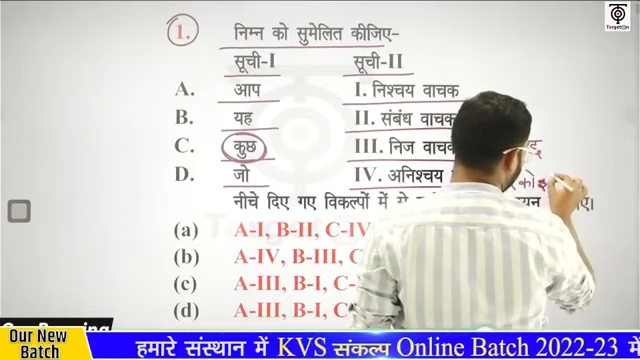 TargetOn
1. निम्न को सुमेलित कीजिए-
सूची-I सूची-II
A. आप I. निश्चय वाचक
B. यह II. संबंध वाचक
C. कुछ III. निज वाचक
D. जो IV. अनिश्चय
नीचे दिए गए विकल्पों में से
(a) A-I, B-II, C-IV
(b) A-IV, B-III, C
(c) A-III, B-I, C-
(d) A-III, B-I, C
Our New
Batch
हमारे संस्थान में KVS संकल्प Online Batch 2022-23 में